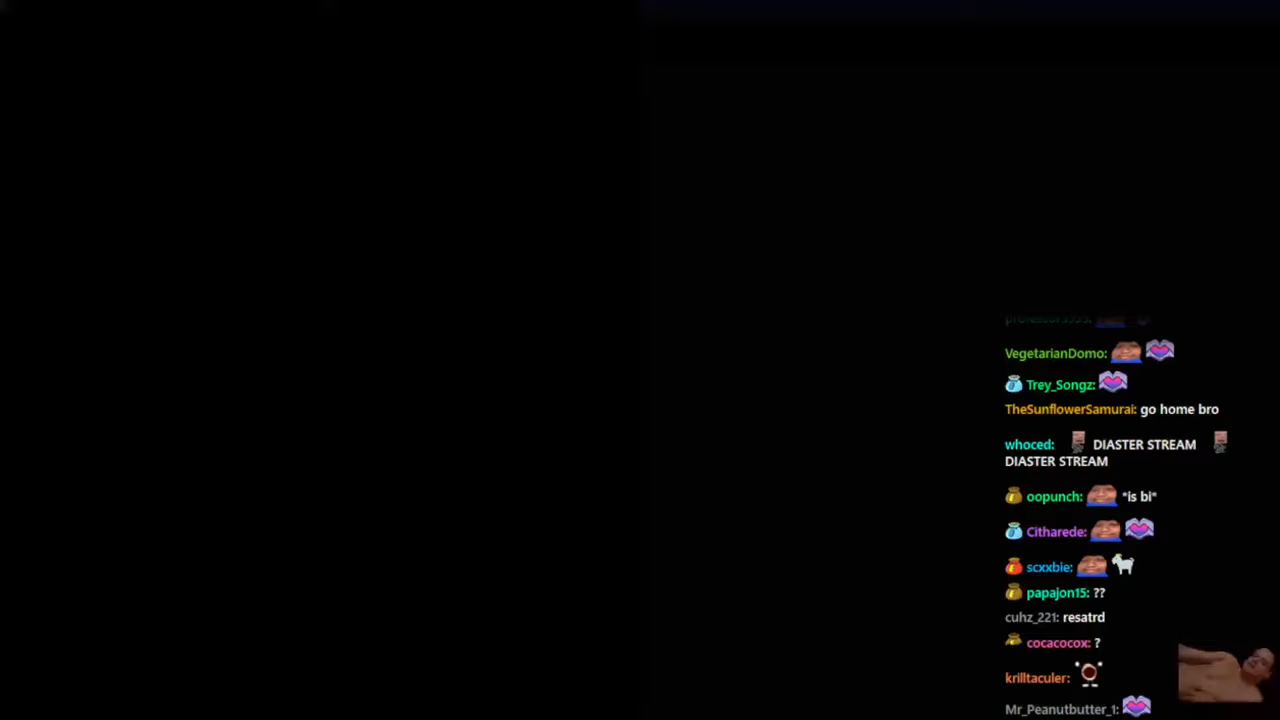 VegetarianDomo:
Trey_Songz:
TheSunflowerSamurai: go home bro
whoced: DIASTER STREAM
DIASTER STREAM
oopunch: *is bi*
Citharede:
scxxbie:
papajon15: ??
cuhz_221: resatrd
cocacocox: ?
krilltaculer:
Mr_Peanutbutter_1: